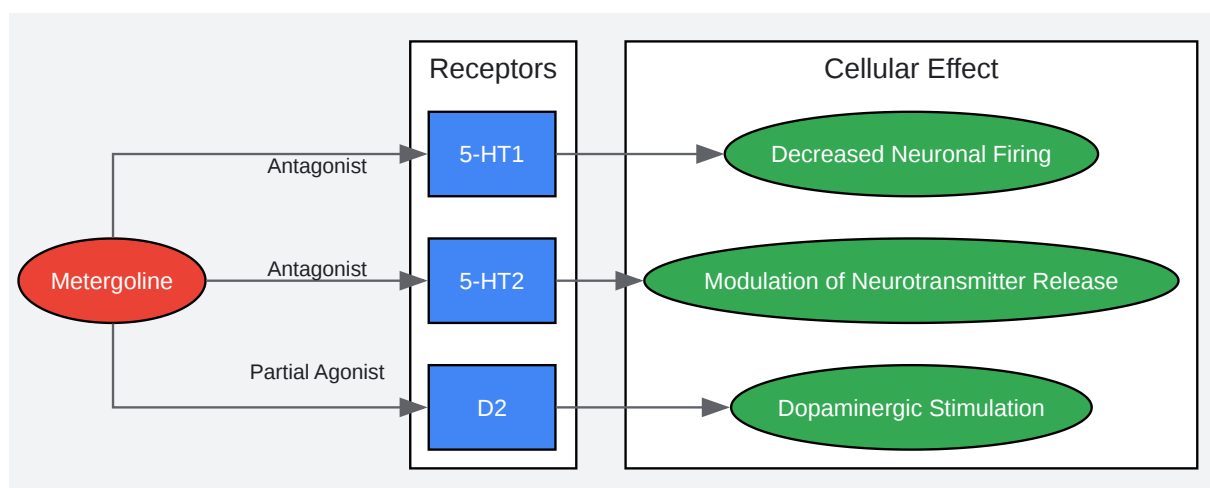 Receptors
Cellular Effect
Antagonist
5-HT1
Decreased Neuronal Firing
Metergoline
Antagonist
5-HT2
Modulation of Neurotransmitter Release
Partial Agonist
D2
Dopaminergic Stimulation